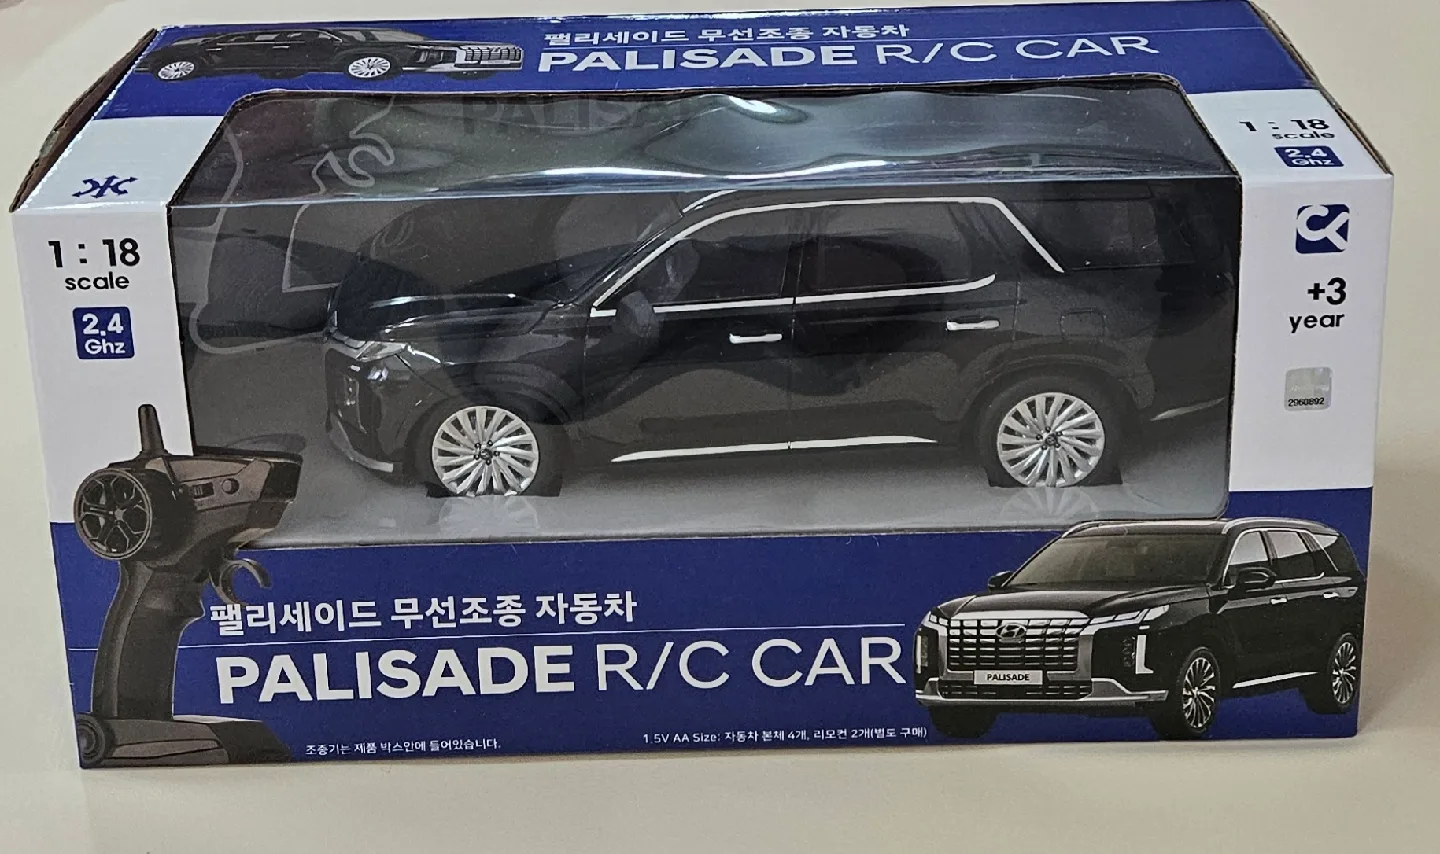 팰리세이드 무선조종 자동차
PALISADE R/C CAR
1 : 18
scale
2.4
Ghz
1 : 18
scale
2.4
Ghz
CK
+3
year
2960892
팰리세이드 무선조종 자동차
PALISADE R/C CAR
PALISADE
조종기는 제품 박스안에 들어있습니다.
1.5V AA Size: 자동차 본체 4개, 리모컨 2개(별도 구매)